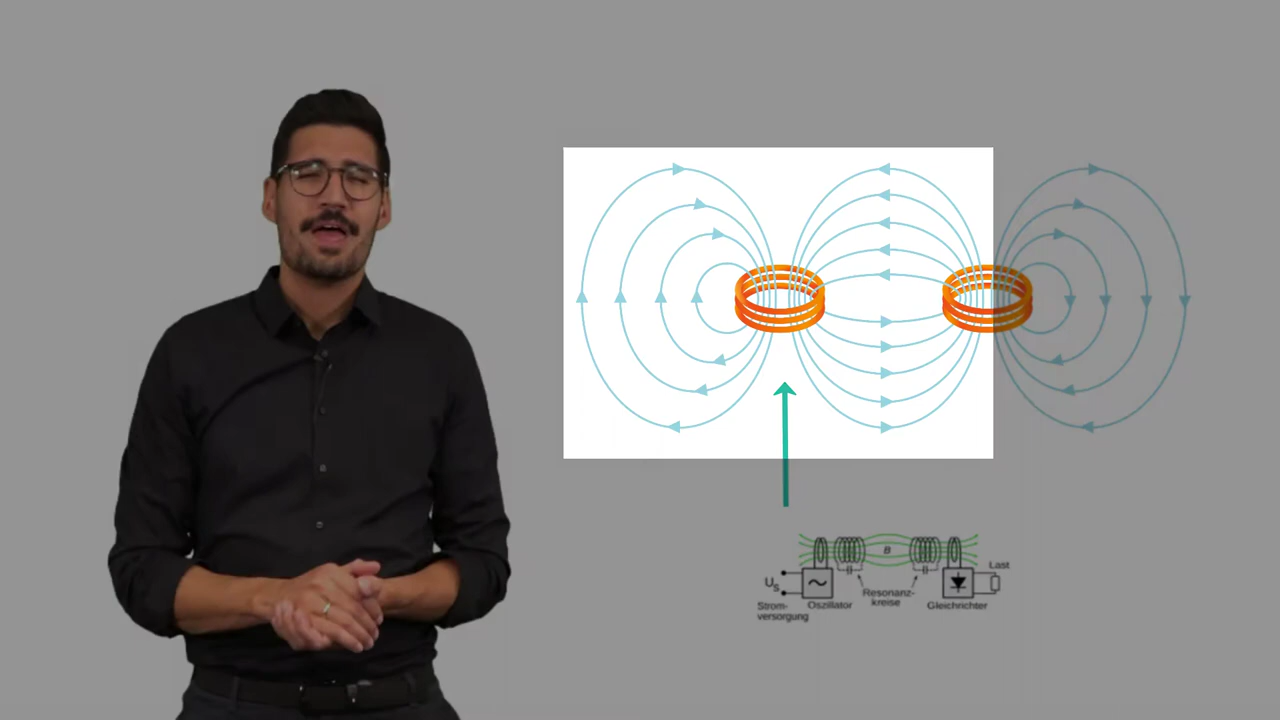 B
U_S
Last
Strom-
versorgung
Oszillator
Resonanz-
kreise
Gleichrichter